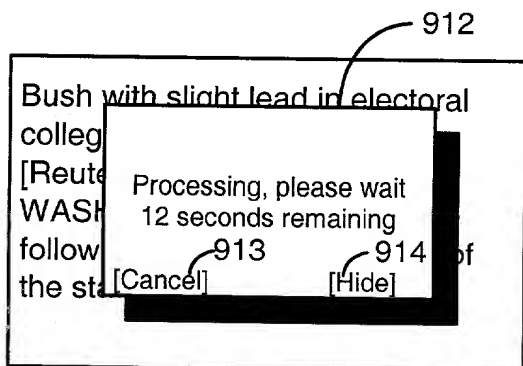 912
Bush with slight lead in electoral
colleg
[Reute
Processing, please wait
WASH
12 seconds remaining
follow
913
914
of
the sta
[Cancel]
[Hide]